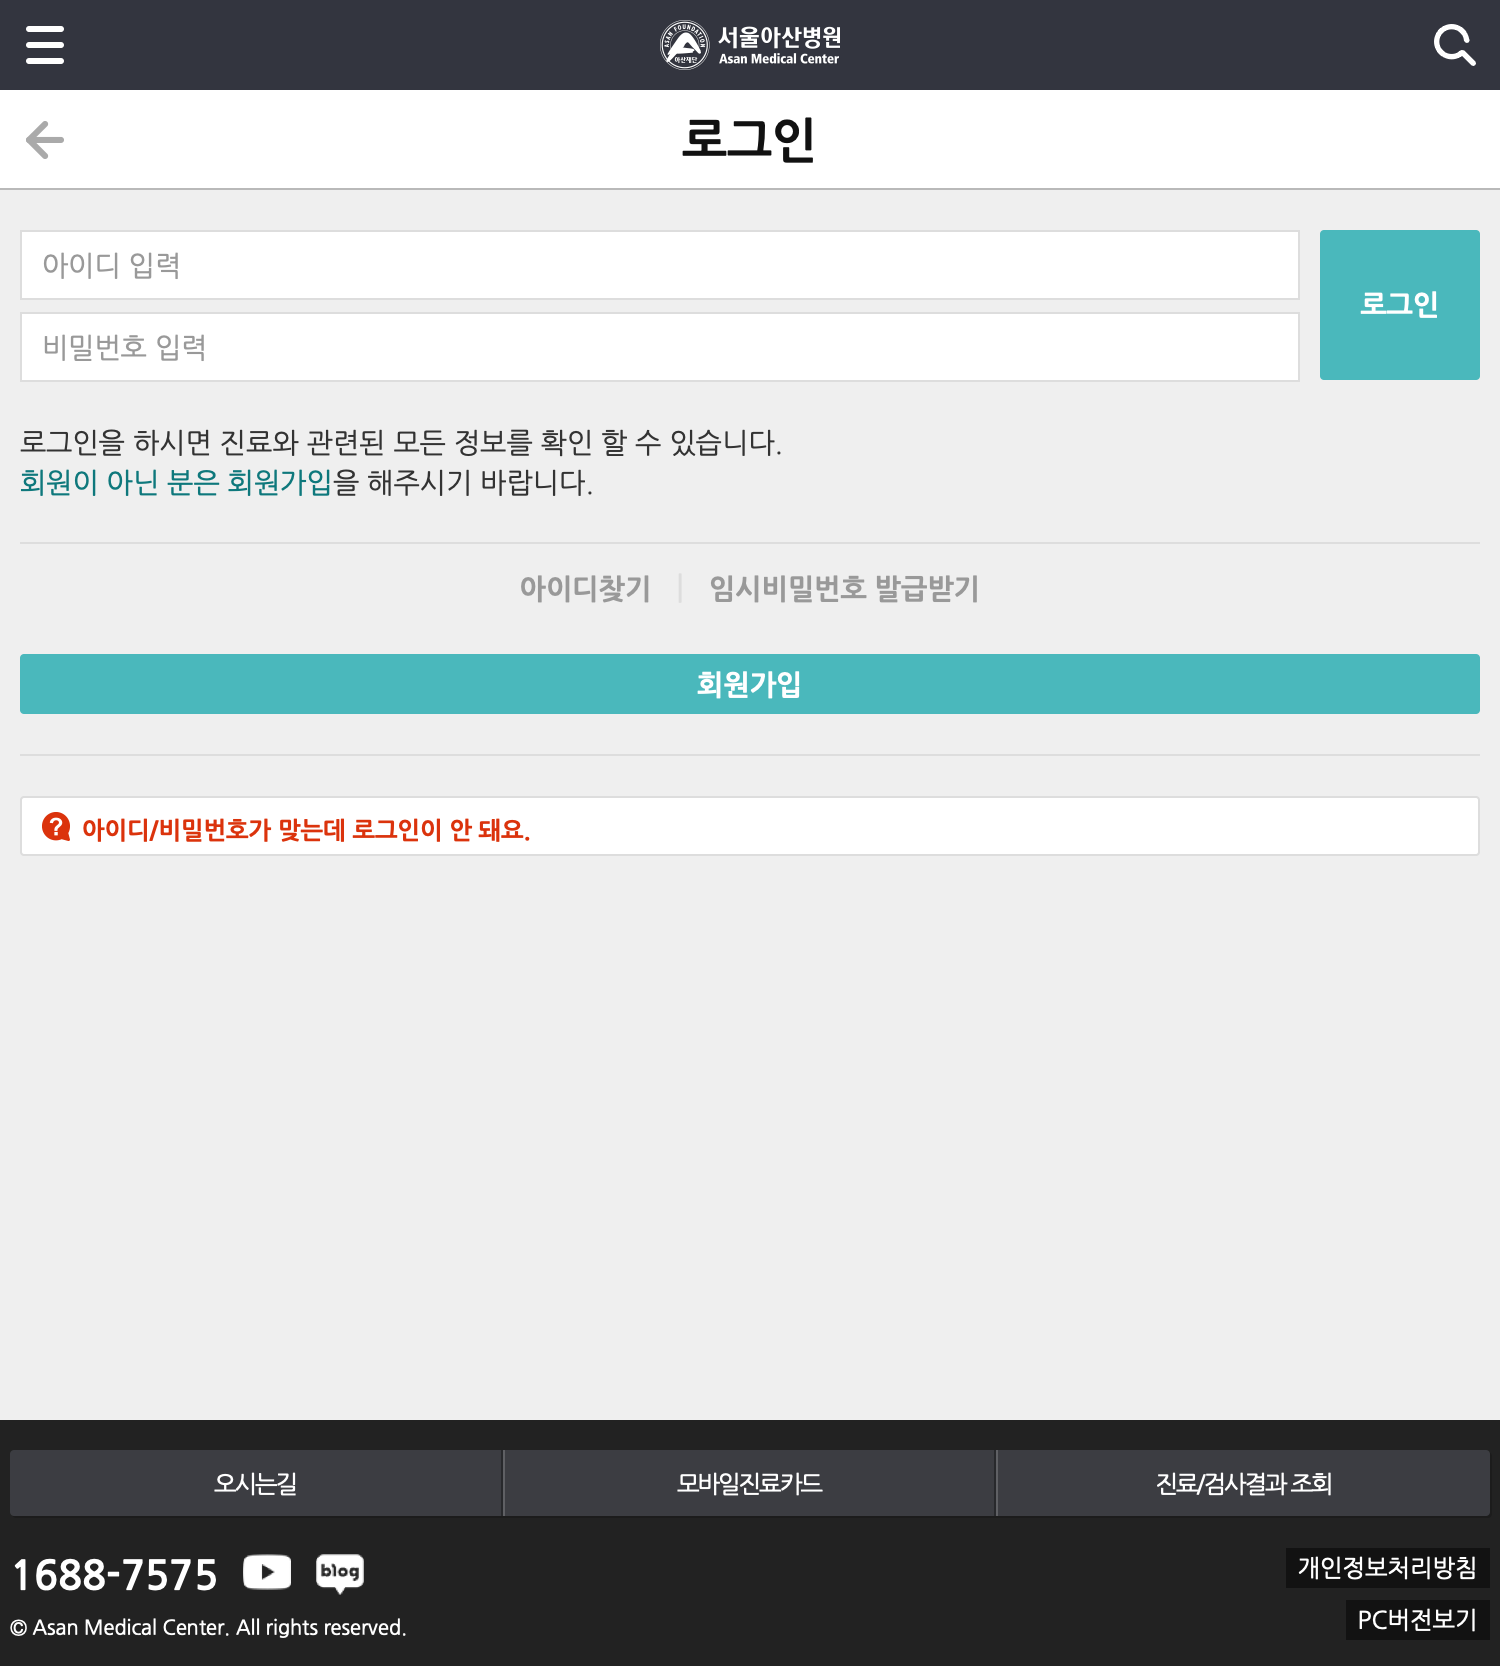 ASAN FOUNDATION
아산재단
서울아산병원
Asan Medical Center
로그인
아이디 입력
비밀번호 입력
로그인
로그인을 하시면 진료와 관련된 모든 정보를 확인 할 수 있습니다.
회원이 아닌 분은 회원가입을 해주시기 바랍니다.
아이디찾기
임시비밀번호 발급받기
회원가입
아이디/비밀번호가 맞는데 로그인이 안 돼요.
오시는길
모바일진료카드
진료/검사결과 조회
1688-7575
blog
개인정보처리방침
© Asan Medical Center. All rights reserved.
PC버전보기